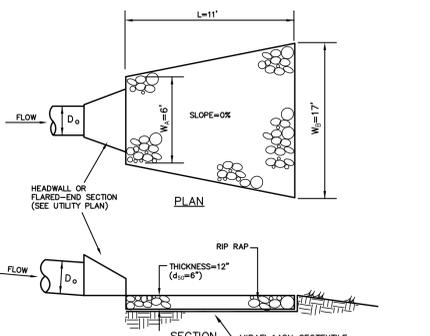 L=11'
FLOW
Do
WA=6'
SLOPE=0%
WB=17'
HEADWALL OR
FLARED-END SECTION
(SEE UTILITY PLAN)
PLAN
RIP RAP
FLOW
THICKNESS=12"
(d50=6")
Do
SECTION